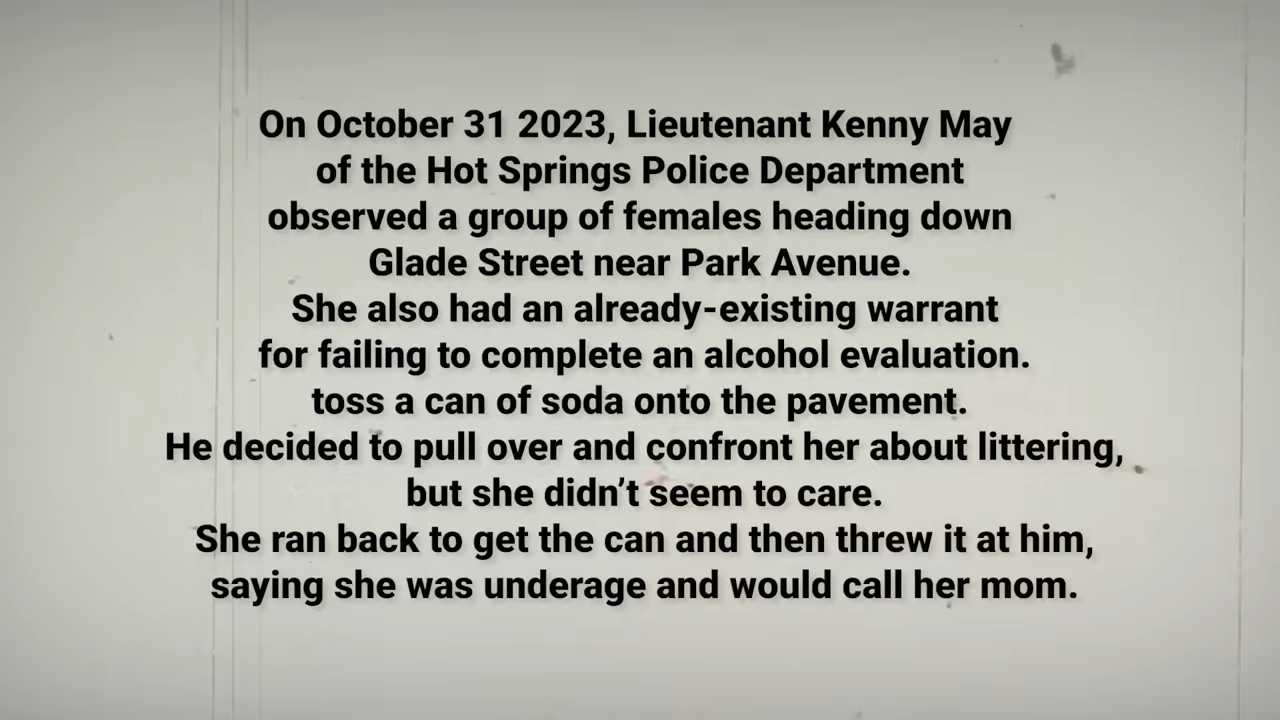 On October 31 2023, Lieutenant Kenny May
of the Hot Springs Police Department
observed a group of females heading down
Glade Street near Park Avenue.
She also had an already-existing warrant
for failing to complete an alcohol evaluation.
toss a can of soda onto the pavement.
He decided to pull over and confront her about littering,
but she didn’t seem to care.
She ran back to get the can and then threw it at him,
saying she was underage and would call her mom.